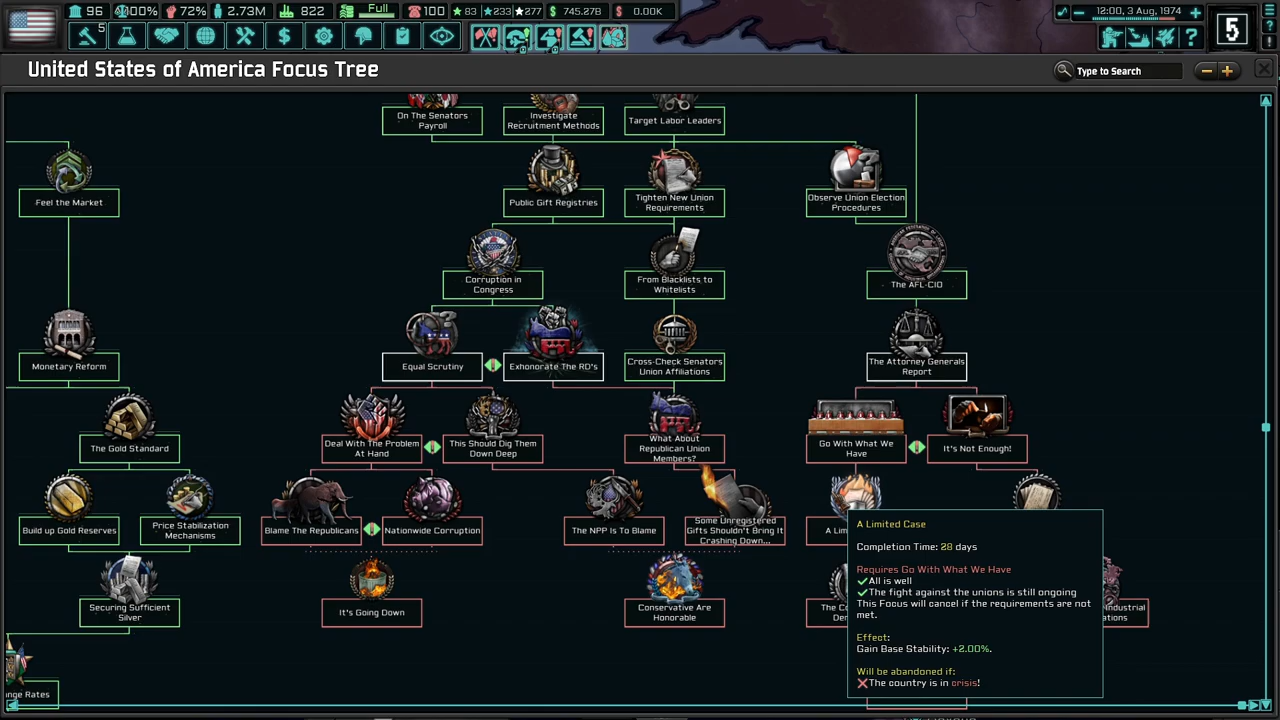 96 100% 72% 2.73M 822 Full 100 83 233 277 745.27B 0.00K 12:00, 3 Aug, 1974
5
5
United States of America Focus Tree
Type to Search
On The Senators
Payroll
Investigate
Recruitment Methods
Target Labor Leaders
Feel the Market
Public Gift Registries
Tighten New Union
Requirements
Observe Union Election
Procedures
Corruption in
Congress
From Blacklists to
Whitelists
The AFL-CIO
Monetary Reform
Equal Scrutiny
Exhonorate The RD's
Cross-Check Senators
Union Affiliations
The Attorney Generals
Report
The Gold Standard
Deal With The Problem
At Hand
This Should Dig Them
Down Deep
What About
Republican Union
Members?
Go With What We
Have
It's Not Enough!
Build up Gold Reserves
Price Stabilization
Mechanisms
Blame The Republicans
Nationwide Corruption
The NPP Is To Blame
Some Unregistered
Gifts Shouldn't Bring It
Crashing Down...
A Lim
A Limited Case
Completion Time: 28 days
Requires Go With What We Have
All is well
The fight against the unions is still ongoing
This Focus will cancel if the requirements are not
met.
Effect:
Gain Base Stability: +2.00%.
Will be abandoned if:
The country is in crisis!
Securing Sufficient
Silver
It's Going Down
Conservative Are
Honorable
The Co
Der
Industrial
ations
nge Rates